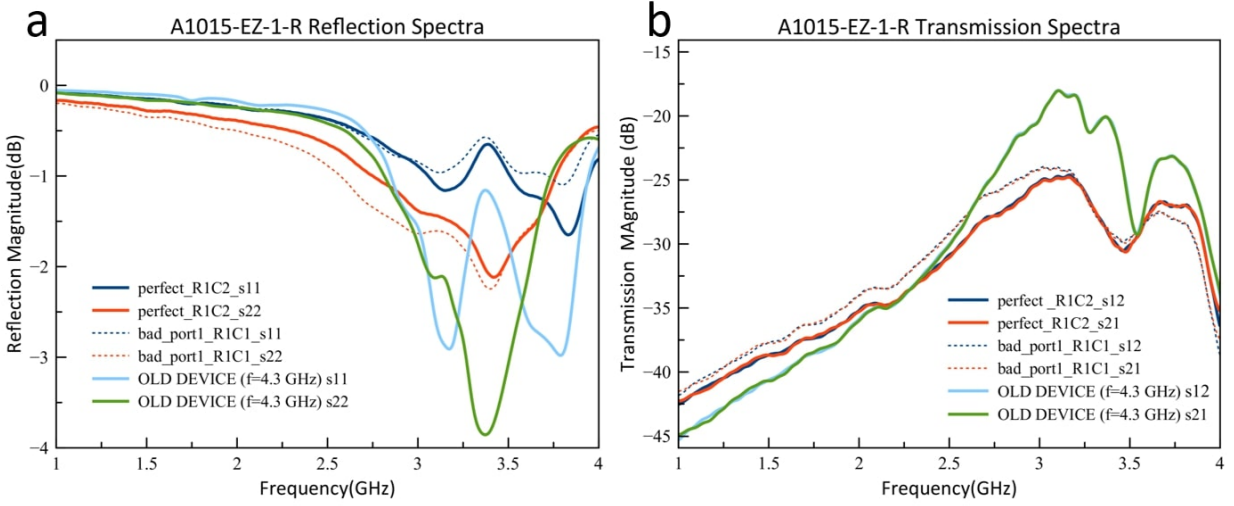 a
A1015-EZ-1-R Reflection Spectra
Reflection Magnitude(dB)
0
−1
−2
−3
−4
perfect_R1C2_s11
perfect_R1C2_s22
bad_port1_R1C1_s11
bad_port1_R1C1_s22
OLD DEVICE (f=4.3 GHz) s11
OLD DEVICE (f=4.3 GHz) s22
1 1.5 2 2.5 3 3.5 4
Frequency(GHz)
b
A1015-EZ-1-R Transmission Spectra
Transmission MAgnitude (dB)
−15
−20
−25
−30
−35
−40
−45
perfect_R1C2_s12
perfect_R1C2_s21
bad_port1_R1C1_s12
bad_port1_R1C1_s21
OLD DEVICE (f=4.3 GHz) s12
OLD DEVICE (f=4.3 GHz) s21
1 1.5 2 2.5 3 3.5 4
Frequency(GHz)